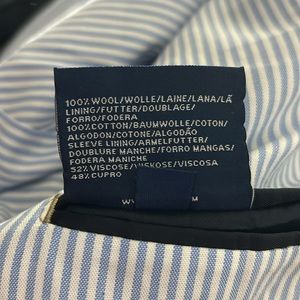 100% WOOL/WOLLE/LAINE/LANA/LÃ
LINING/FUTTER/DOUBLAGE/
FORRO/FODERA
100% COTTON/BAUMWOLLE/COTON/
ALGODON/COTONE/ALGODÃO
SLEEVE LINING/ARMELFUTTER/
DOUBLURE MANCHE/FORRO MANGAS/
FODERA MANICHE
52% VISCOSE/VISKOSE/VISCOSA
48% CUPRO